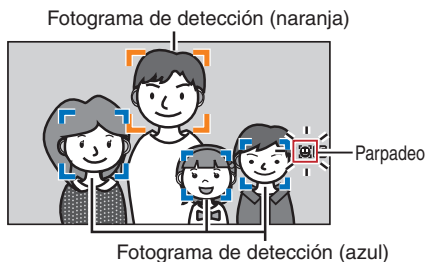 Fotograma de detección (naranja)
Parpadeo
Fotograma de detección (azul)